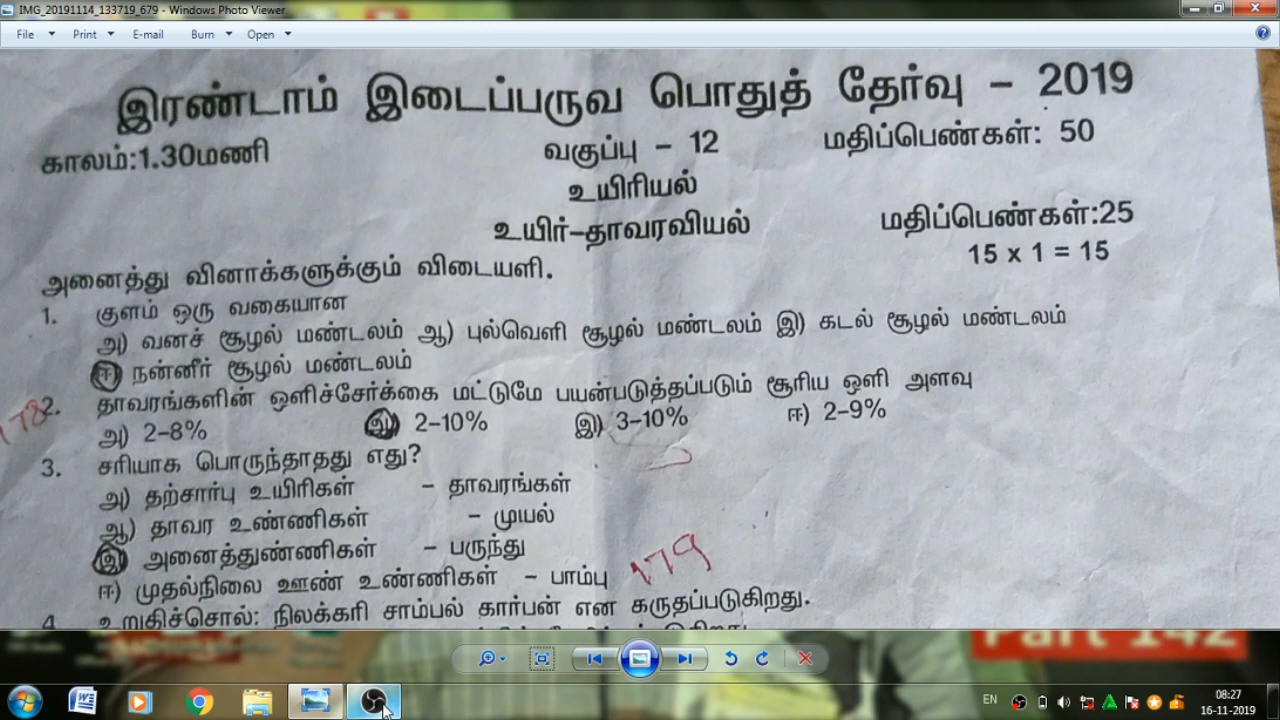 IMG_20191114_133719_679 - Windows Photo Viewer
File Print E-mail Burn Open
இரண்டாம் இடைப்பருவ பொதுத் தேர்வு – 2019
காலம்:1.30மணி வகுப்பு – 12 மதிப்பெண்கள்: 50
உயிரியல்
உயிர்–தாவரவியல் மதிப்பெண்கள்:25
அனைத்து வினாக்களுக்கும் விடையளி. 15 x 1 = 15
1. குளம் ஒரு வகையான
அ) வனச் சூழல் மண்டலம் ஆ) புல்வெளி சூழல் மண்டலம் இ) கடல் சூழல் மண்டலம்
ஈ) நன்னீர் சூழல் மண்டலம்
178
2. தாவரங்களின் ஒளிச்சேர்க்கை மட்டுமே பயன்படுத்தப்படும் சூரிய ஒளி அளவு
அ) 2–8% ஆ) 2–10% இ) 3–10% ஈ) 2–9%
3. சரியாக பொருந்தாதது எது?
அ) தற்சார்பு உயிரிகள் – தாவரங்கள்
ஆ) தாவர உண்ணிகள் – முயல்
இ) அனைத்துண்ணிகள் – பருந்து
ஈ) முதல்நிலை ஊண் உண்ணிகள் – பாம்பு 179
4. உறுதிச்சொல்: நிலக்கரி சாம்பல் கார்பன் என கருதப்படுகிறது.
Part 142
EN 08:27
16-11-2019